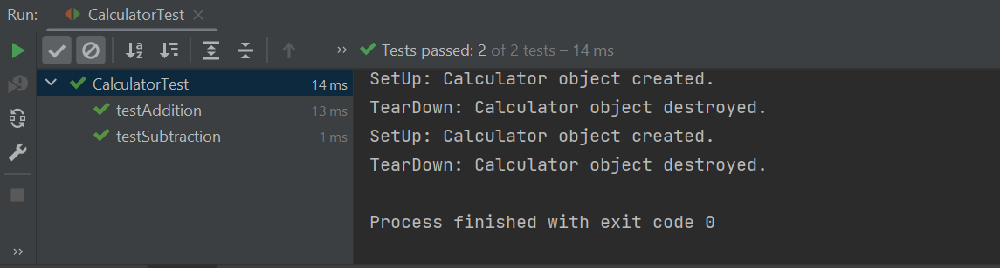 Run: CalculatorTest
Tests passed: 2 of 2 tests – 14 ms
CalculatorTest 14 ms
testAddition 13 ms
testSubtraction 1 ms
SetUp: Calculator object created.
TearDown: Calculator object destroyed.
SetUp: Calculator object created.
TearDown: Calculator object destroyed.
Process finished with exit code 0